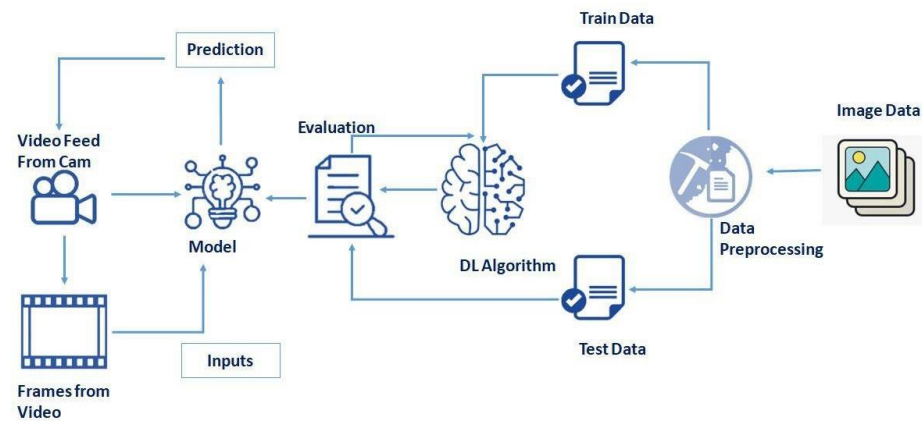 Train Data
Prediction
Image Data
Evaluation
Video Feed
From Cam
Model
Data
Preprocessing
DL Algorithm
Test Data
Inputs
Frames from
Video